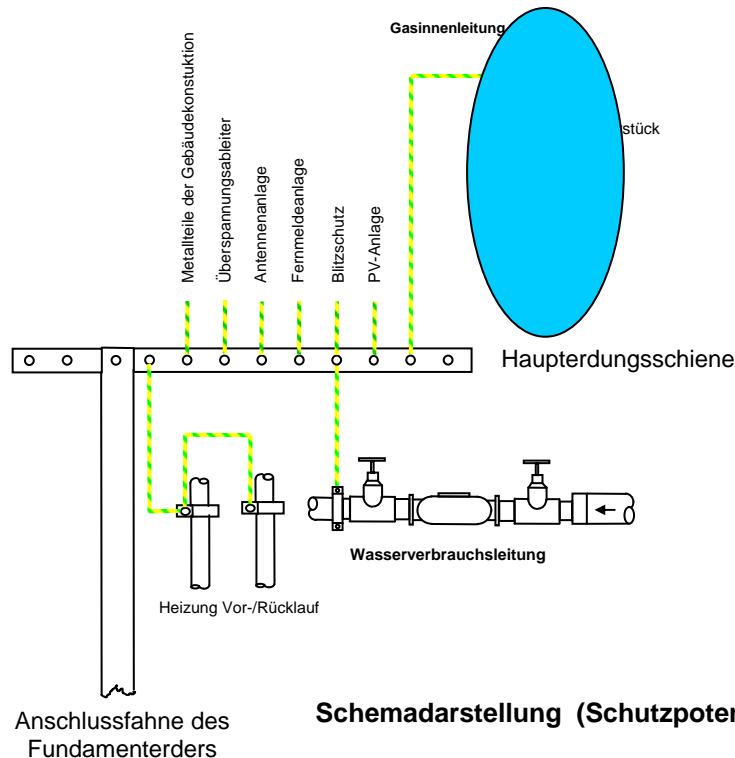 Gasinnenleitung
stück
Metallteile der Gebäudekonstuktion
Überspannungsableiter
Antennenanlage
Fernmeldeanlage
Blitzschutz
PV-Anlage
Haupterdungsschiene
Wasserverbrauchsleitung
Heizung Vor-/Rücklauf
Anschlussfahne des
Fundamenterders
Schemadarstellung (Schutzpoten